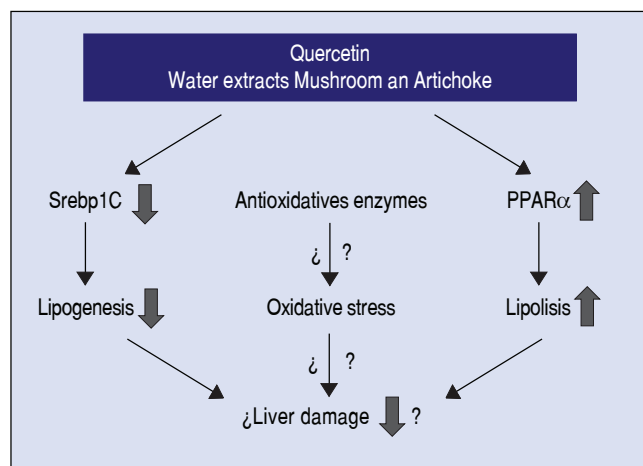 Quercetin
Water extracts Mushroom an Artichoke
Srebp1C
Antioxidatives enzymes
PPARα
¿ ?
Lipogenesis
Oxidative stress
Lipolisis
¿ ?
¿Liver damage ?